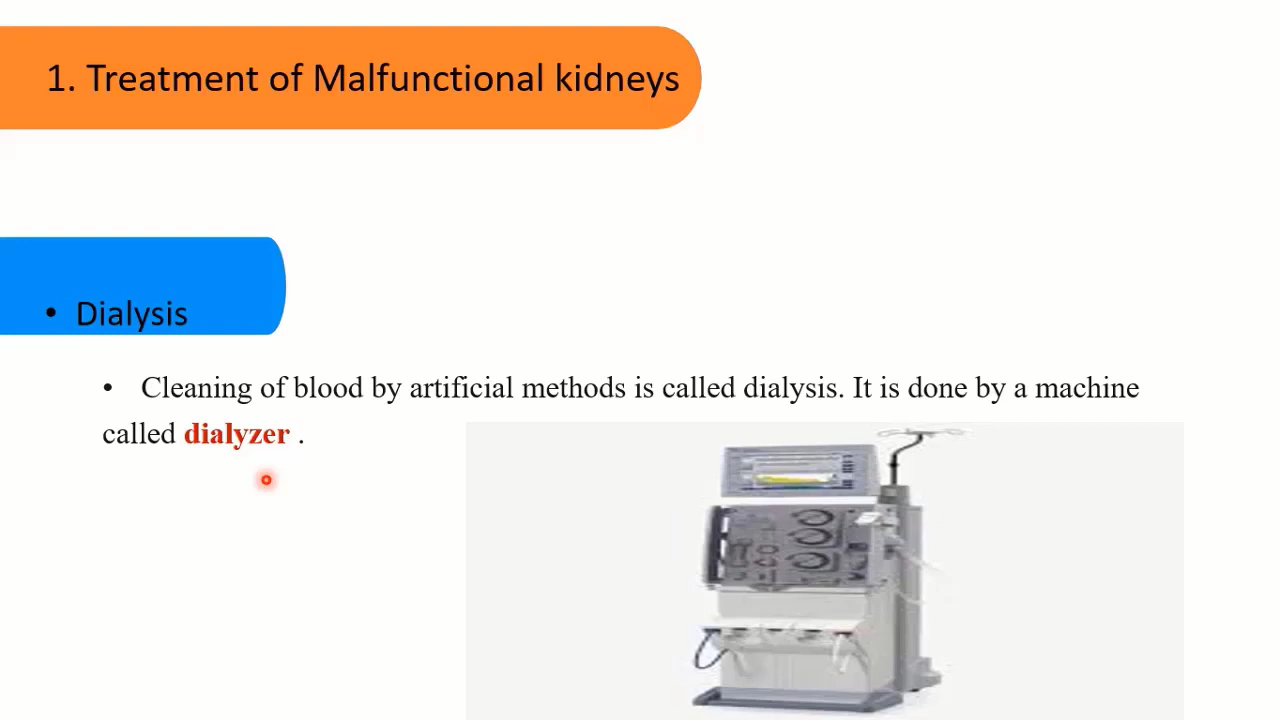 1. Treatment of Malfunctional kidneys
• Dialysis
• Cleaning of blood by artificial methods is called dialysis. It is done by a machine
called dialyzer .